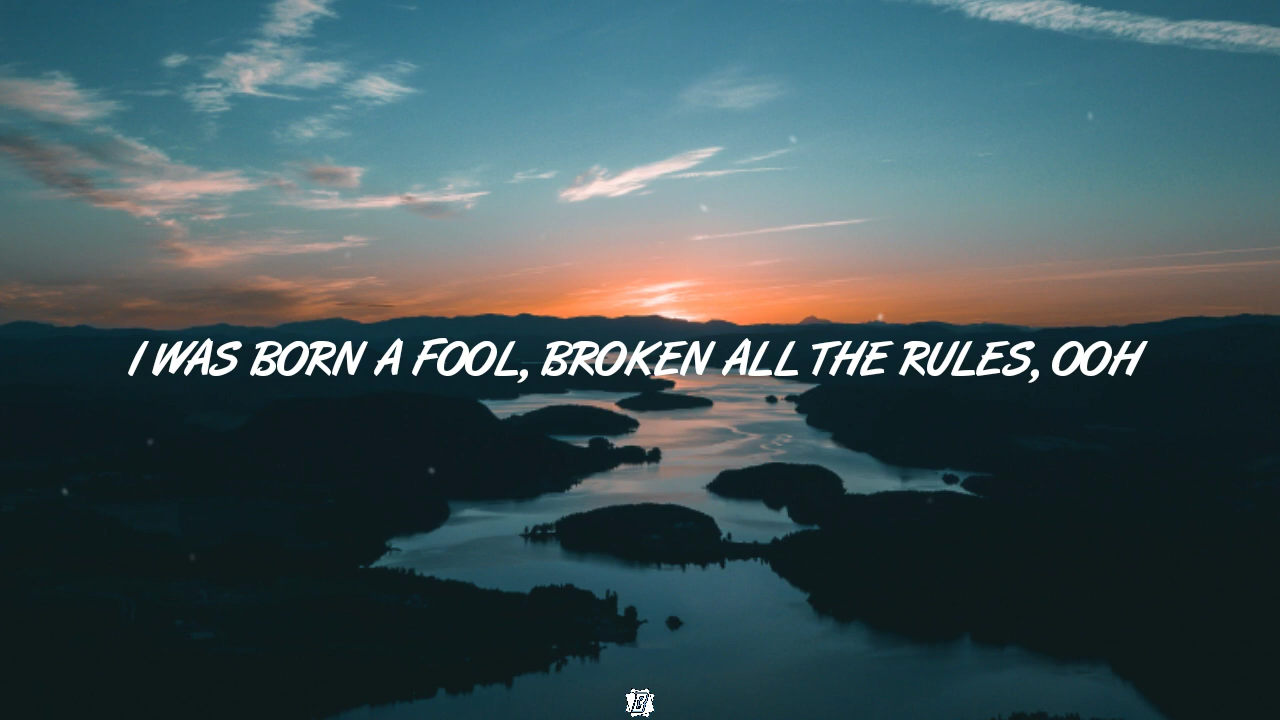 I WAS BORN A FOOL, BROKEN ALL THE RULES, OOH